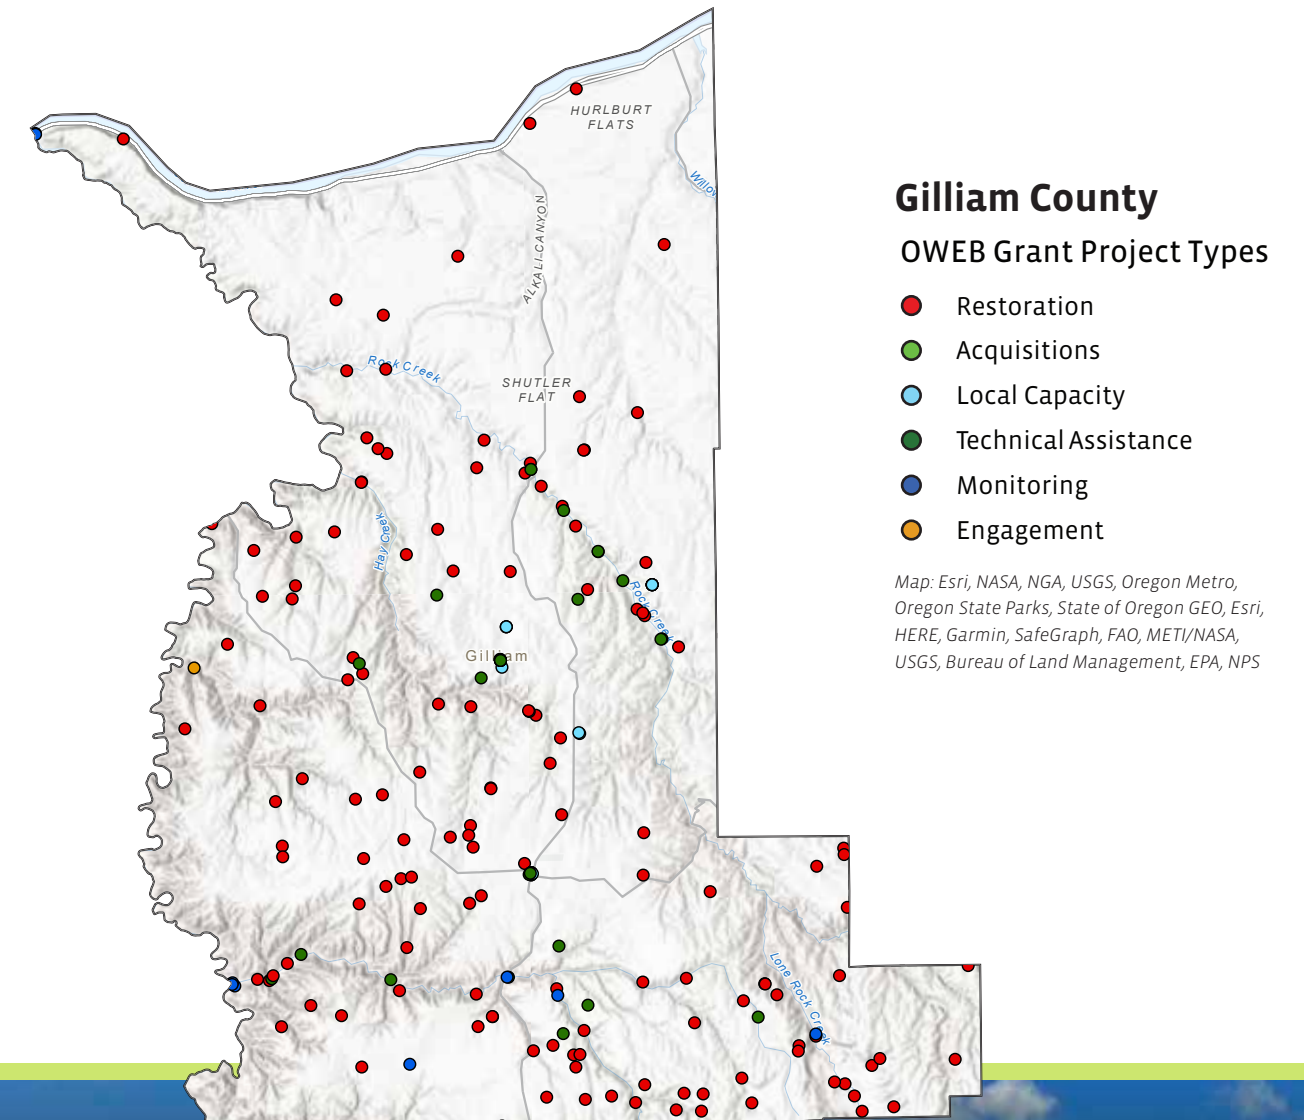 HURLBURT
FLATS
Willow
ALKALI CANYON
Rock Creek
SHUTLER
FLAT
Hay Creek
Rock Creek
Gilliam
Lone Rock Creek
Gilliam County
OWEB Grant Project Types
Restoration
Acquisitions
Local Capacity
Technical Assistance
Monitoring
Engagement
Map: Esri, NASA, NGA, USGS, Oregon Metro,
Oregon State Parks, State of Oregon GEO, Esri,
HERE, Garmin, SafeGraph, FAO, METI/NASA,
USGS, Bureau of Land Management, EPA, NPS